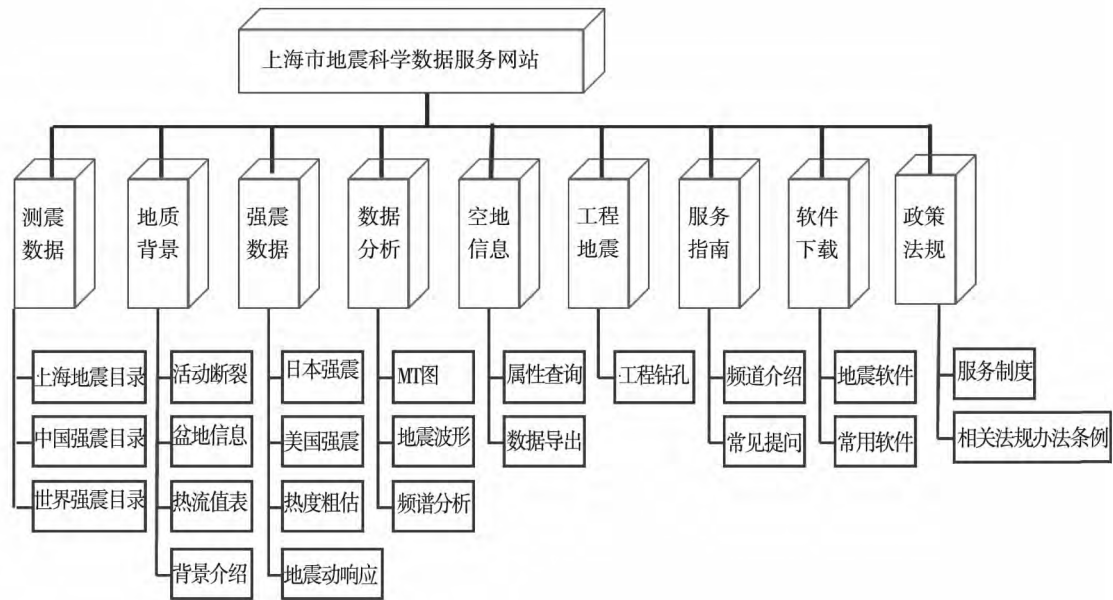 上海市地震科学数据服务网站
测震
数据
地质
背景
强震
数据
数据
分析
空地
信息
工程
地震
服务
指南
软件
下载
政策
法规
上海地震目录
中国强震目录
世界强震目录
活动断裂
盆地信息
热流值表
背景介绍
日本强震
美国强震
热度粗估
地震动响应
MT图
地震波形
频谱分析
属性查询
数据导出
工程钻孔
频道介绍
常见提问
地震软件
常用软件
服务制度
相关法规办法条例